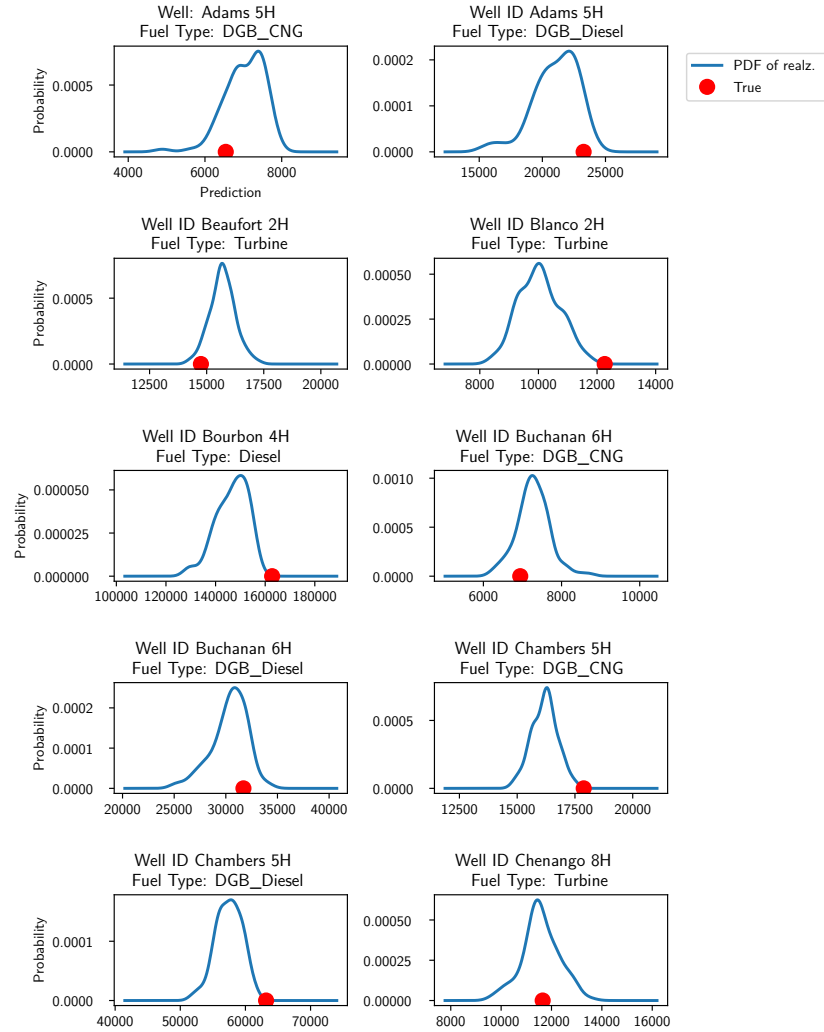 Well: Adams 5H
Fuel Type: DGB_CNG
0.0005
0.0000
Probability
4000 6000 8000
Prediction
Well ID Adams 5H
Fuel Type: DGB_Diesel
0.0002
0.0001
0.0000
15000 20000 25000
PDF of realz.
True
Well ID Beaufort 2H
Fuel Type: Turbine
0.0005
0.0000
Probability
12500 15000 17500 20000
Well ID Blanco 2H
Fuel Type: Turbine
0.00050
0.00025
0.00000
8000 10000 12000 14000
Well ID Bourbon 4H
Fuel Type: Diesel
0.000050
0.000025
0.000000
Probability
100000 120000 140000 160000 180000
Well ID Buchanan 6H
Fuel Type: DGB_CNG
0.0010
0.0005
0.0000
6000 8000 10000
Well ID Buchanan 6H
Fuel Type: DGB_Diesel
0.0002
0.0001
0.0000
Probability
20000 25000 30000 35000 40000
Well ID Chambers 5H
Fuel Type: DGB_CNG
0.0005
0.0000
12500 15000 17500 20000
Well ID Chambers 5H
Fuel Type: DGB_Diesel
0.0001
0.0000
Probability
40000 50000 60000 70000
Well ID Chenango 8H
Fuel Type: Turbine
0.00050
0.00025
0.00000
8000 10000 12000 14000 16000